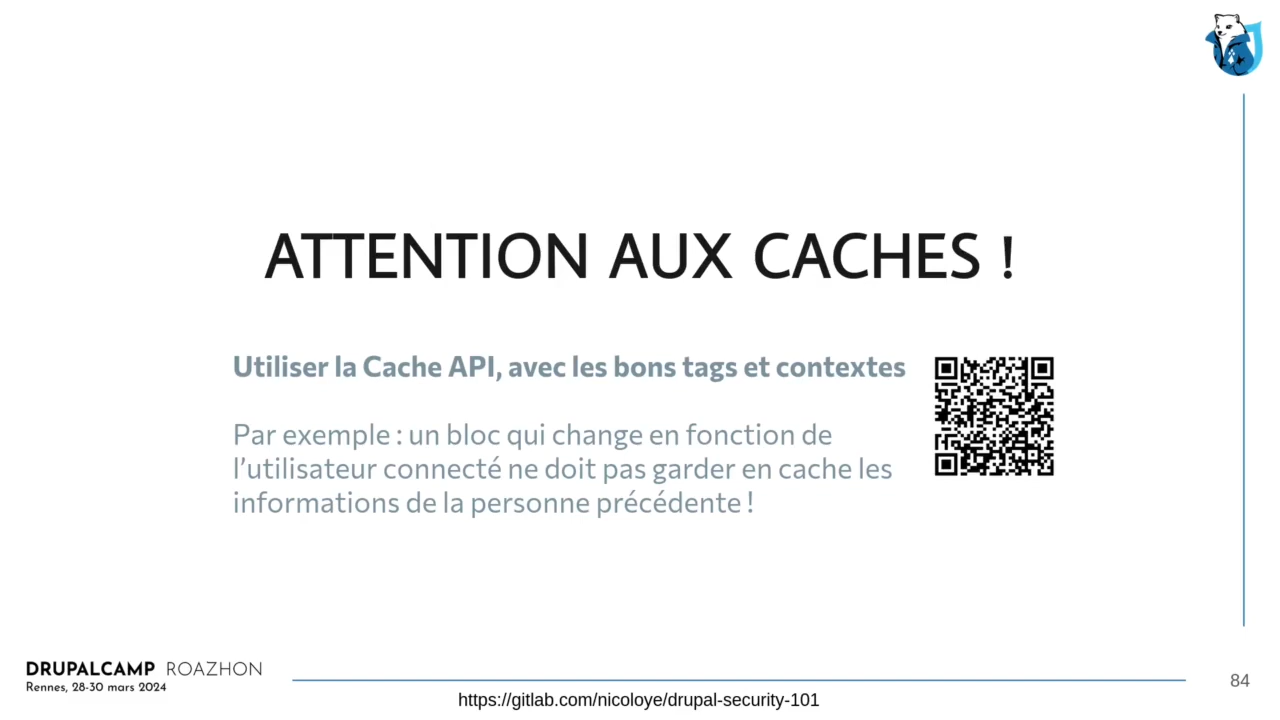 ATTENTION AUX CACHES !
Utiliser la Cache API, avec les bons tags et contextes
Par exemple : un bloc qui change en fonction de
l’utilisateur connecté ne doit pas garder en cache les
informations de la personne précédente !
DRUPALCAMP ROAZHON
Rennes, 28-30 mars 2024
https://gitlab.com/nicoloye/drupal-security-101
84